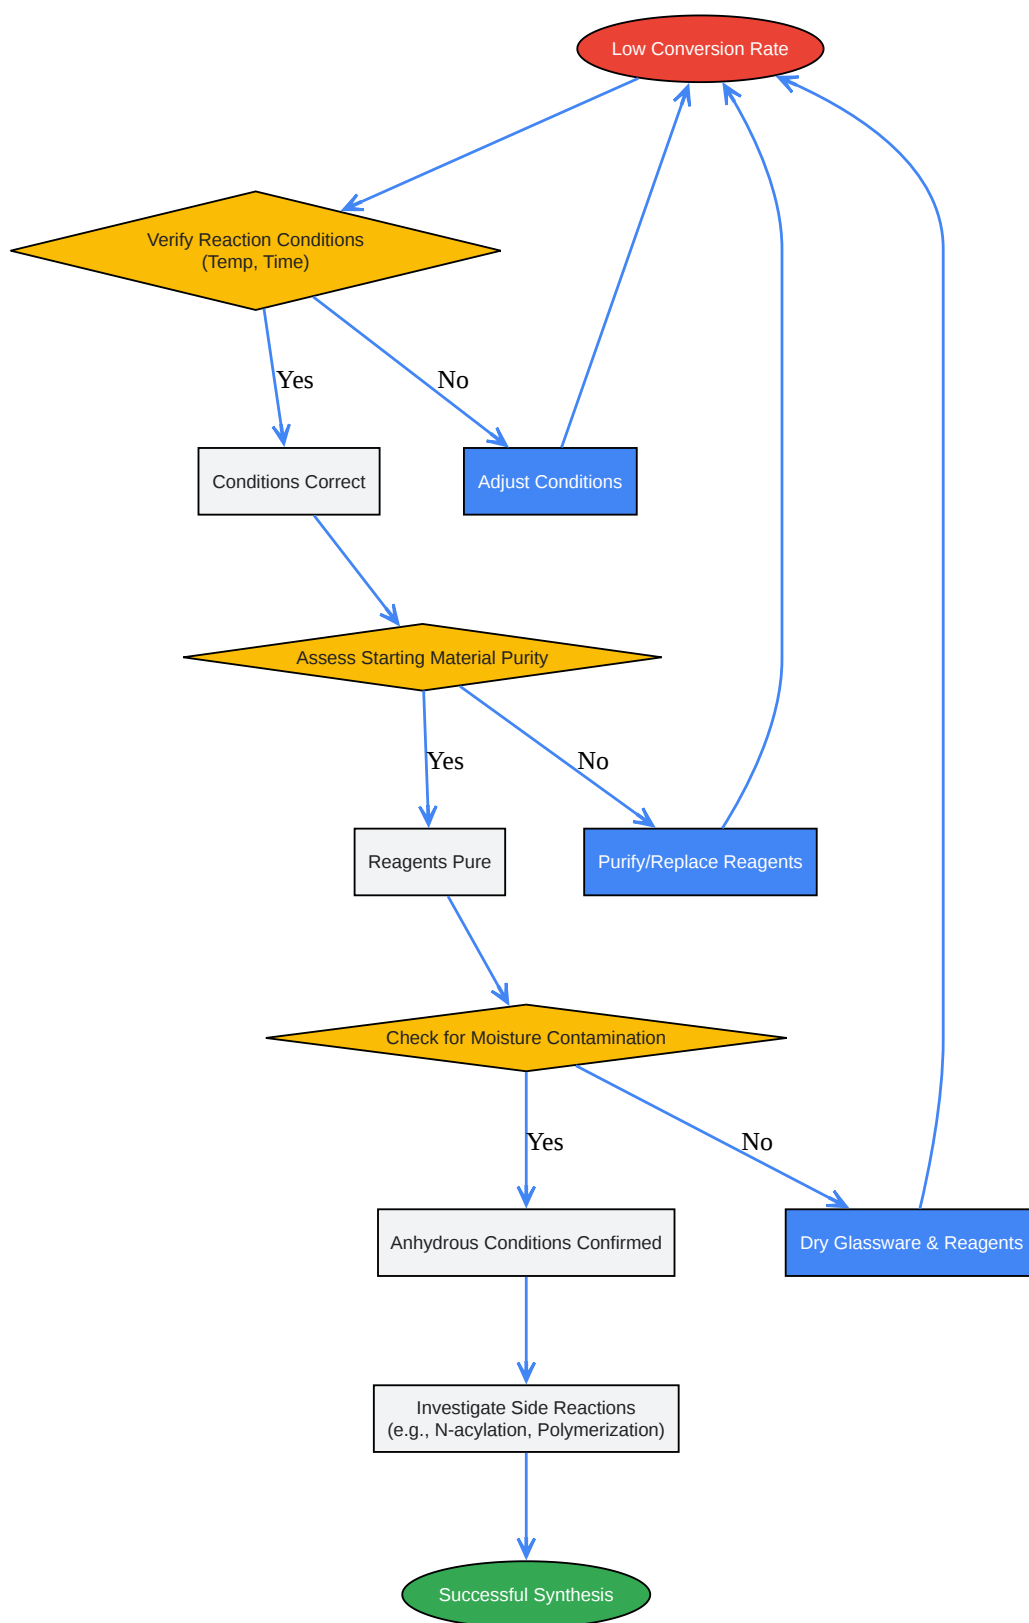 Low Conversion Rate
Verify Reaction Conditions
(Temp, Time)
Yes
No
Conditions Correct
Adjust Conditions
Assess Starting Material Purity
Yes
No
Reagents Pure
Purify/Replace Reagents
Check for Moisture Contamination
Yes
No
Anhydrous Conditions Confirmed
Dry Glassware & Reagents
Investigate Side Reactions
(e.g., N-acylation, Polymerization)
Successful Synthesis